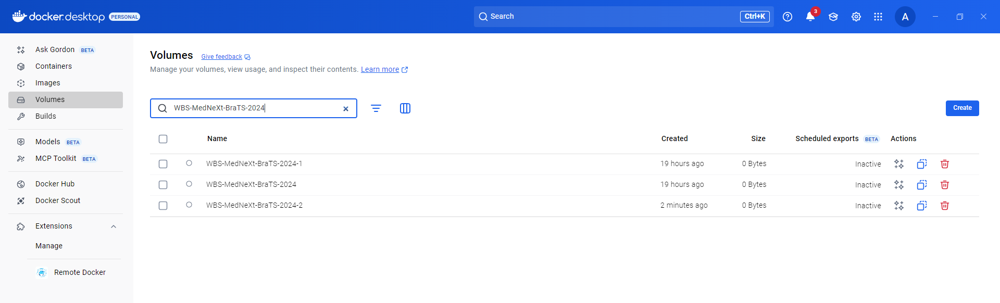 docker.desktop PERSONAL
Search Ctrl+K
3
A
Ask Gordon BETA
Containers
Images
Volumes
Builds
Models BETA
MCP Toolkit BETA
Docker Hub
Docker Scout
Extensions
Manage
Remote Docker
Volumes Give feedback
Manage your volumes, view usage, and inspect their contents. Learn more
WBS-MedNeXt-BraTS-2024
Create
Name Created Size Scheduled exports BETA Actions
WBS-MedNeXt-BraTS-2024-1 19 hours ago 0 Bytes Inactive
WBS-MedNeXt-BraTS-2024 19 hours ago 0 Bytes Inactive
WBS-MedNeXt-BraTS-2024-2 2 minutes ago 0 Bytes Inactive